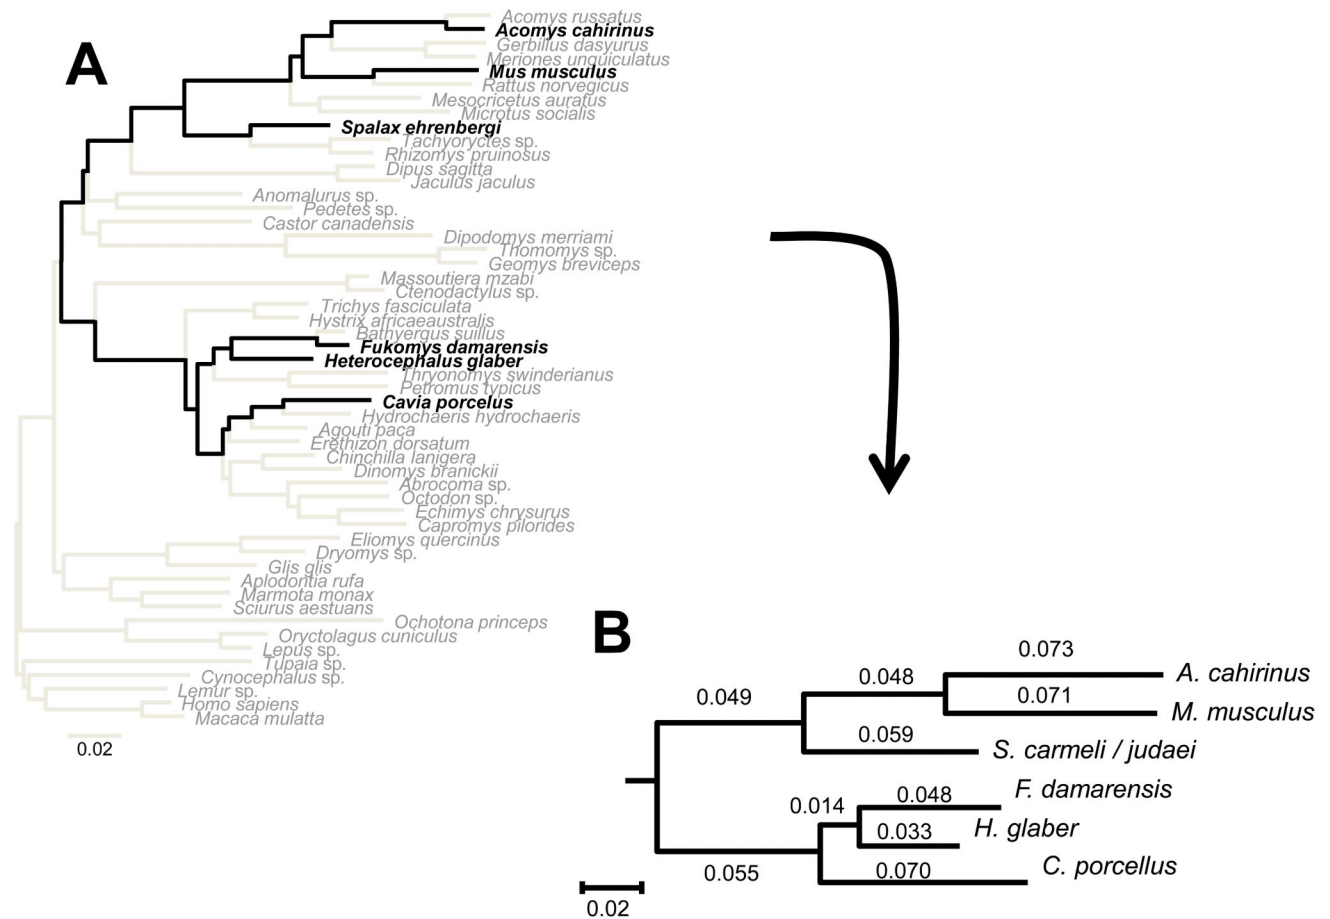 A
Acomys russatus
Acomys cahirinus
Gerbillus dasyurus
Meriones unguiculatus
Mus musculus
Rattus norvegicus
Mesocricetus auratus
Microtus socialis
Spalax ehrenbergi
Tachyoryctes sp.
Rhizomys pruinosus
Dipus sagitta
Jaculus jaculus
Anomalurus sp.
Pedetes sp.
Castor canadensis
Dipodomys merriami
Thomomys sp.
Geomys breviceps
Massoutiera mzabi
Ctenodactylus sp.
Trichys fasciculata
Hystrix africaeaustralis
Bathyergus suillus
Fukomys damarensis
Heterocephalus glaber
Thryonomys swinderianus
Petromus typicus
Cavia porcelus
Hydrochaeris hydrochaeris
Agouti paca
Erethizon dorsatum
Chinchilla lanigera
Dinomys branickii
Abrocoma sp.
Octodon sp.
Echimys chrysurus
Capromys pilorides
Eliomys quercinus
Dryomys sp.
Glis glis
Aplodontia rufa
Marmota monax
Sciurus aestuans
Ochotona princeps
Oryctolagus cuniculus
Lepus sp.
Tupaia sp.
Cynocephalus sp.
Lemur sp.
Homo sapiens
Macaca mulatta
0.02
B
0.073
0.048
A. cahirinus
0.049
0.071
M. musculus
0.059
S. carmeli / judaei
0.048
F. damarensis
0.014
0.033
H. glaber
0.055
0.070
C. porcellus
0.02